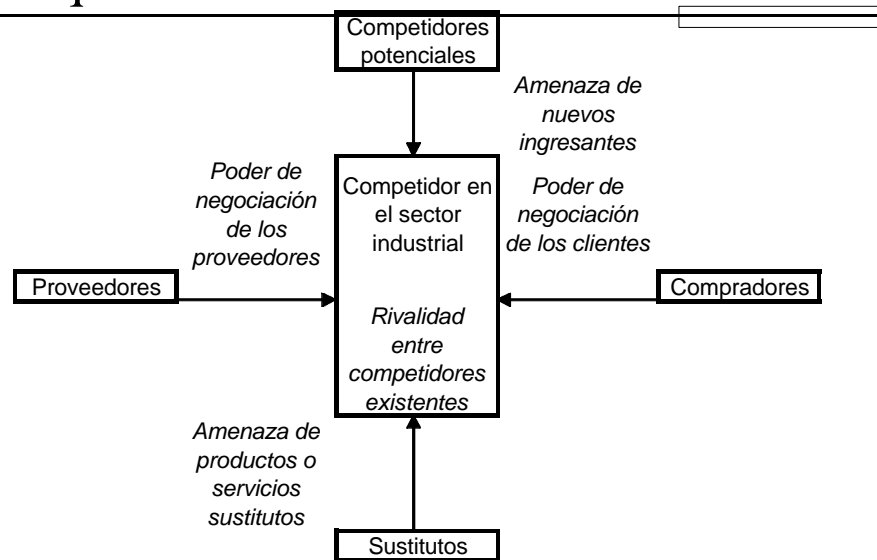 Competidores
potenciales
Amenaza de
nuevos
ingresantes
Poder de
negociación
de los
proveedores
Competidor en
el sector
industrial
Poder de
negociación
de los clientes
Proveedores
Compradores
Rivalidad
entre
competidores
existentes
Amenaza de
productos o
servicios
sustitutos
Sustitutos